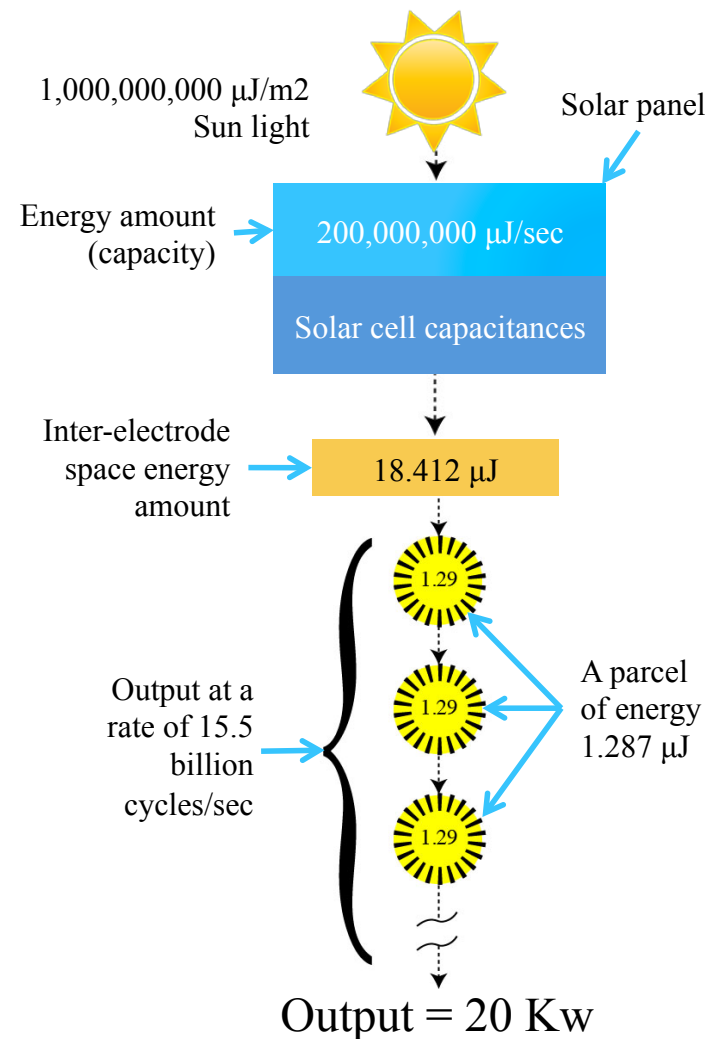 1,000,000,000 μJ/m2
Sun light
Solar panel
Energy amount
(capacity)
200,000,000 μJ/sec
Solar cell capacitances
Inter-electrode
space energy
amount
18.412 μJ
1.29
Output at a
rate of 15.5
billion
cycles/sec
1.29
A parcel
of energy
1.287 μJ
1.29
Output = 20 Kw